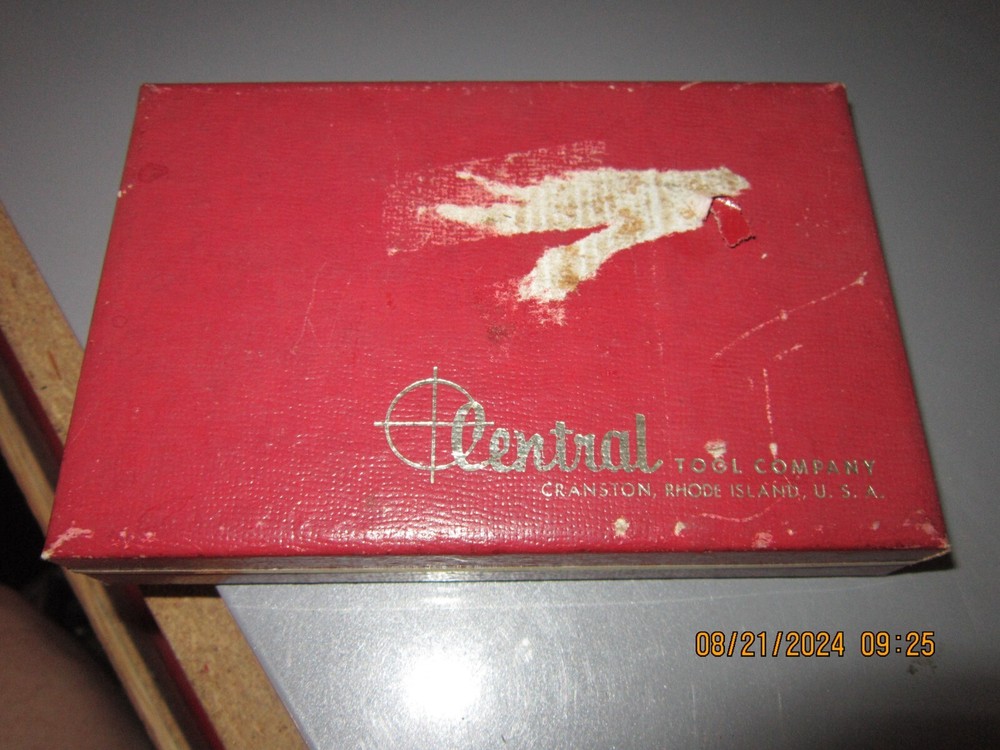 Central TOOL COMPANY
CRANSTON, RHODE ISLAND, U. S. A.
08/21/2024 09:25